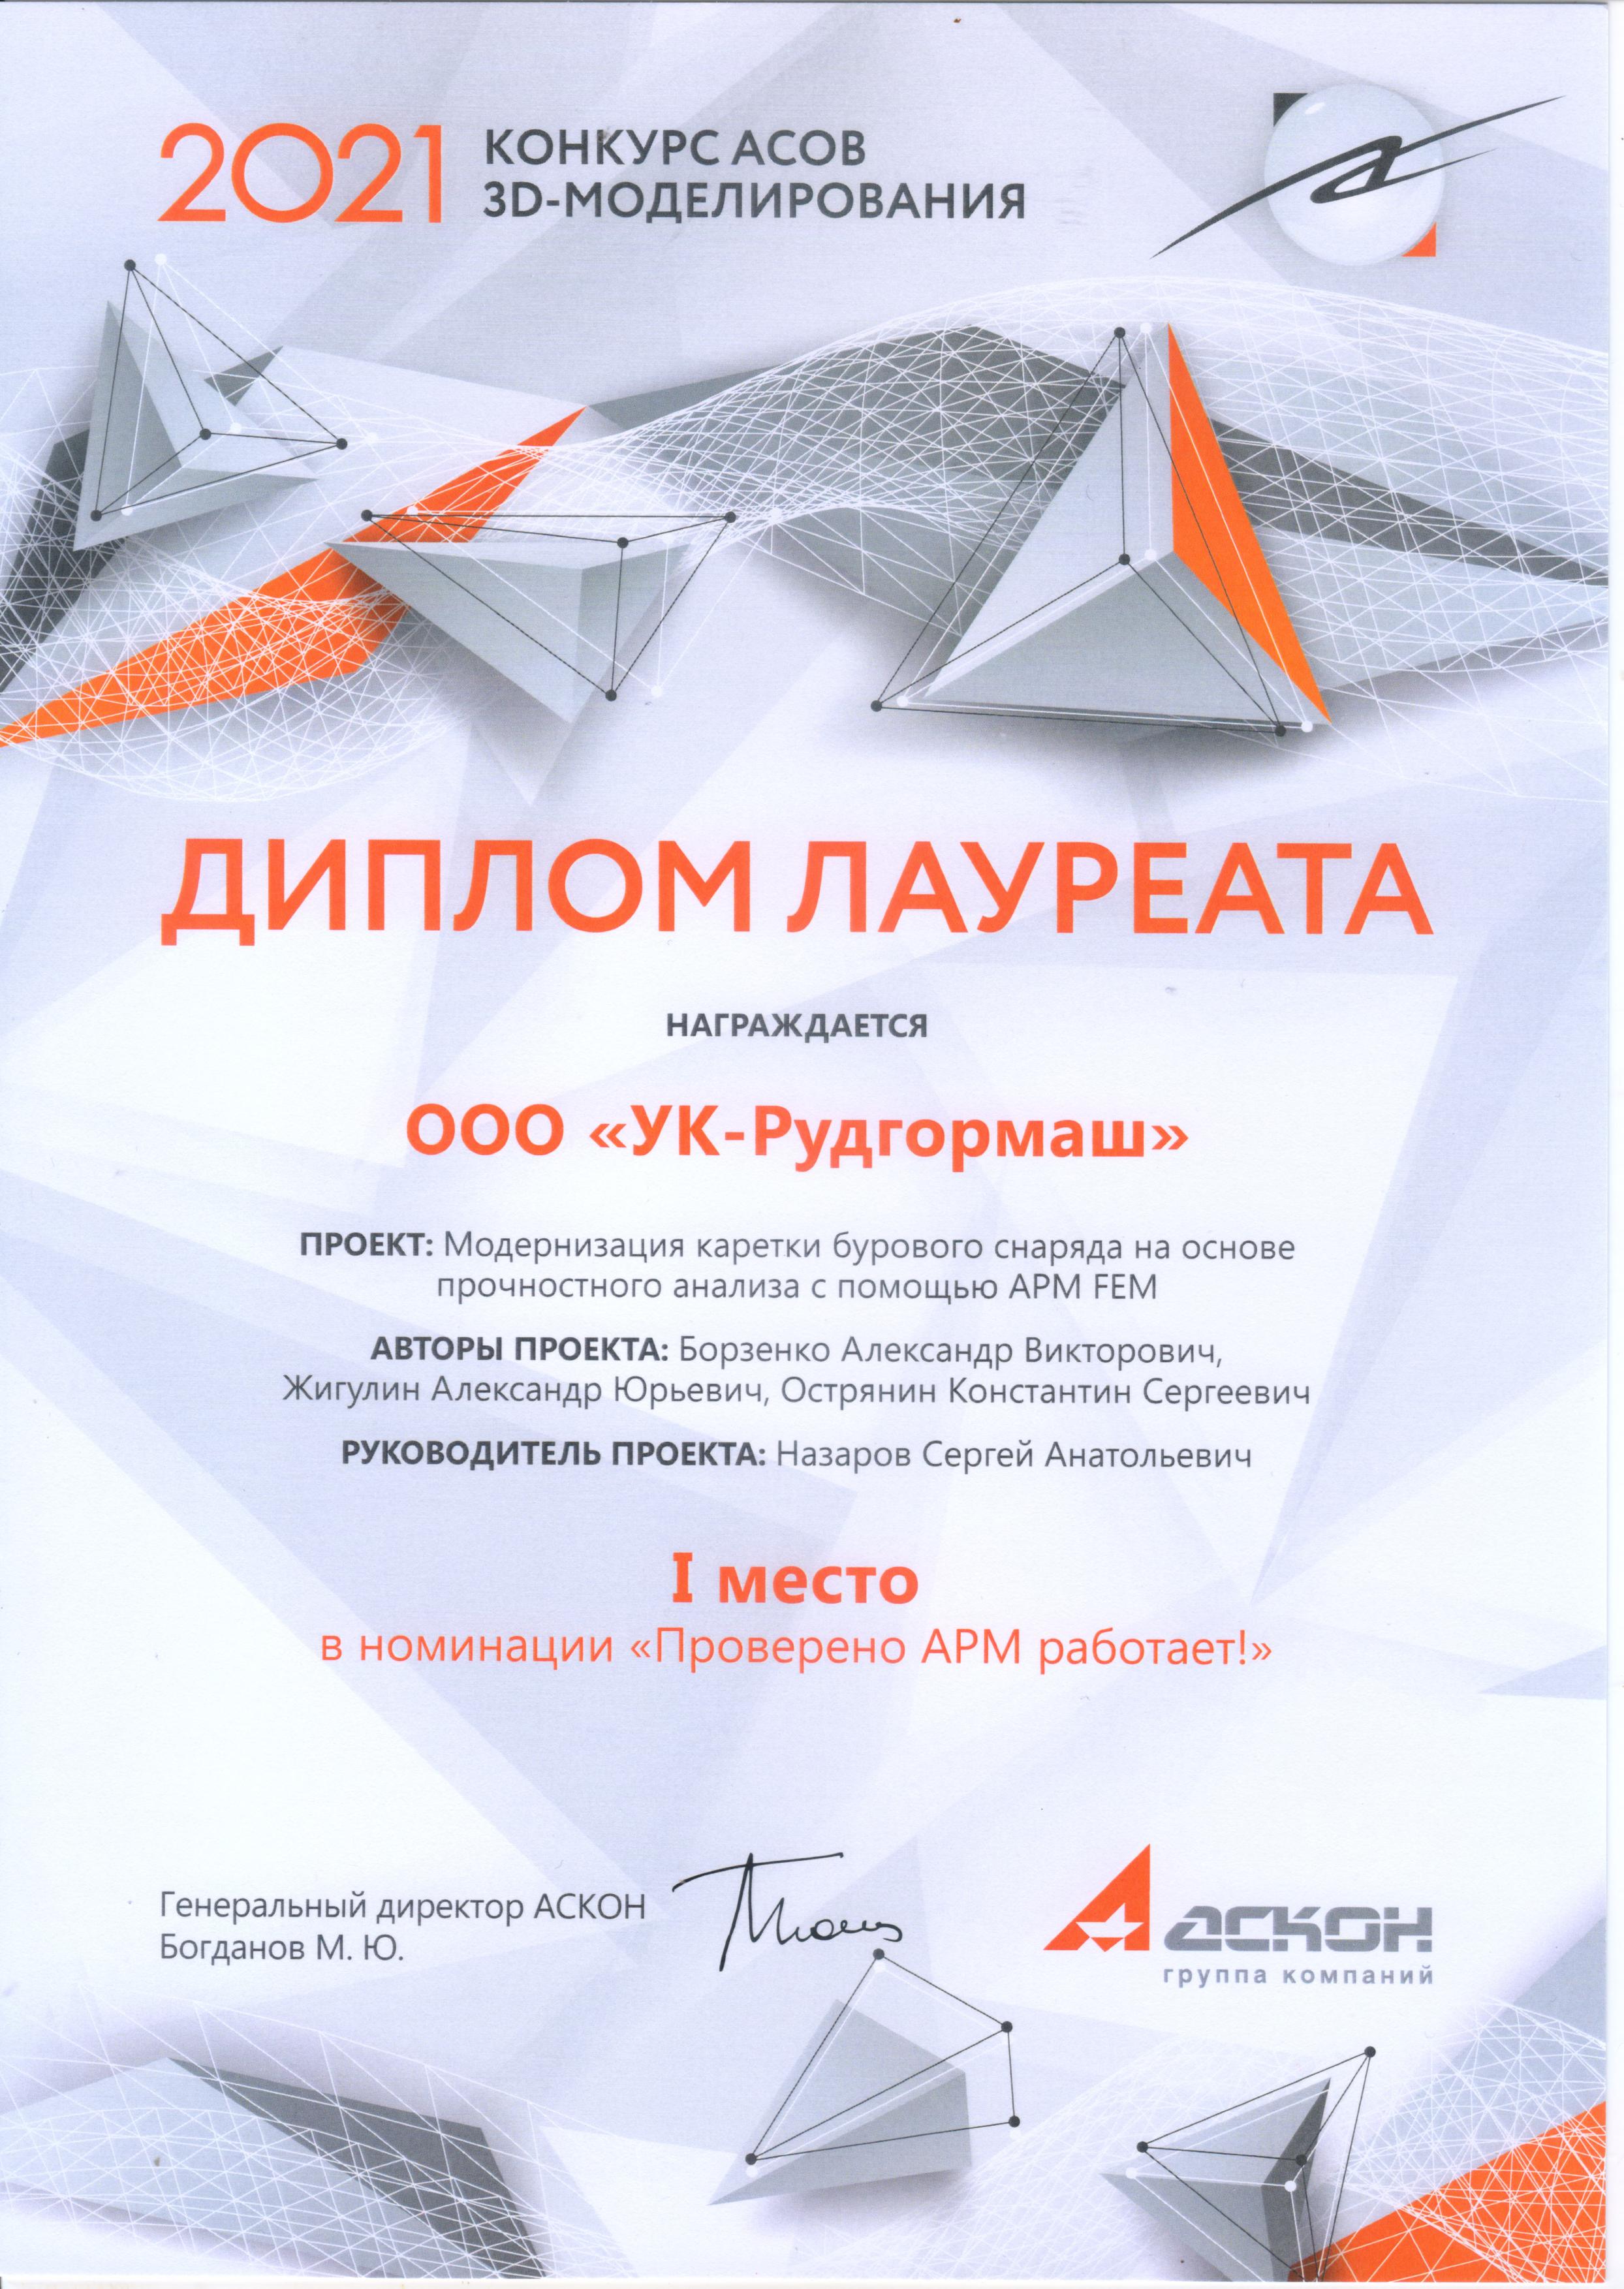 2021
КОНКУРС АСОВ
3D-МОДЕЛИРОВАНИЯ
ДИПЛОМ ЛАУРЕАТА
НАГРАЖДАЕТСЯ
ООО «УК-Рудгормаш»
ПРОЕКТ: Модернизация каретки бурового снаряда на основе
прочностного анализа с помощью APM FEM
АВТОРЫ ПРОЕКТА: Борзенко Александр Викторович,
Жигулин Александр Юрьевич, Острянин Константин Сергеевич
РУКОВОДИТЕЛЬ ПРОЕКТА: Назаров Сергей Анатольевич
I место
в номинации «Проверено АРМ работает!»
Генеральный директор АСКОН
Богданов М. Ю.
АСКОН
группа компаний